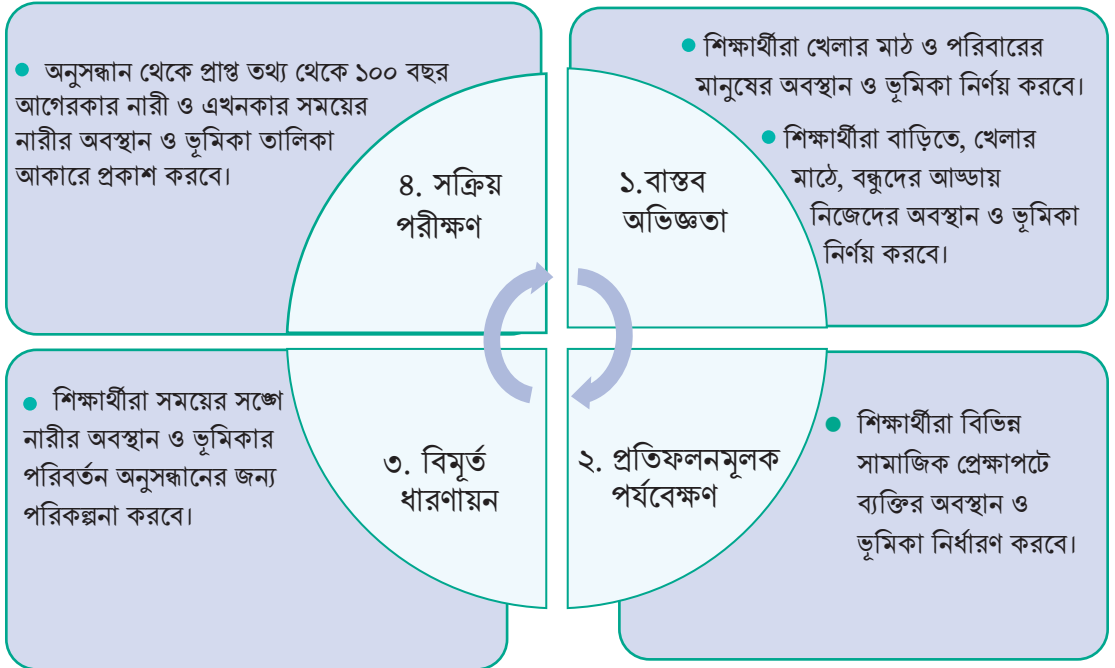 শিক্ষার্থীরা খেলার মাঠ ও পরিবারের
মানুষের অবস্থান ও ভূমিকা নির্ণয় করবে।
শিক্ষার্থীরা বাড়িতে, খেলার
মাঠে, বন্ধুদের আড্ডায়
নিজেদের অবস্থান ও ভূমিকা
নির্ণয় করবে।
১.বাস্তব
অভিজ্ঞতা
২. প্রতিফলনমূলক
পর্যবেক্ষণ
শিক্ষার্থীরা বিভিন্ন
সামাজিক প্রেক্ষাপটে
ব্যক্তির অবস্থান ও
ভূমিকা নির্ধারণ করবে।
৩. বিমূর্ত
ধারণায়ন
শিক্ষার্থীরা সময়ের সঙ্গে
নারীর অবস্থান ও ভূমিকার
পরিবর্তন অনুসন্ধানের জন্য
পরিকল্পনা করবে।
৪. সক্রিয়
পরীক্ষণ
অনুসন্ধান থেকে প্রাপ্ত তথ্য থেকে ১০০ বছর
আগেরকার নারী ও এখনকার সময়ের
নারীর অবস্থান ও ভূমিকা তালিকা
আকারে প্রকাশ করবে।